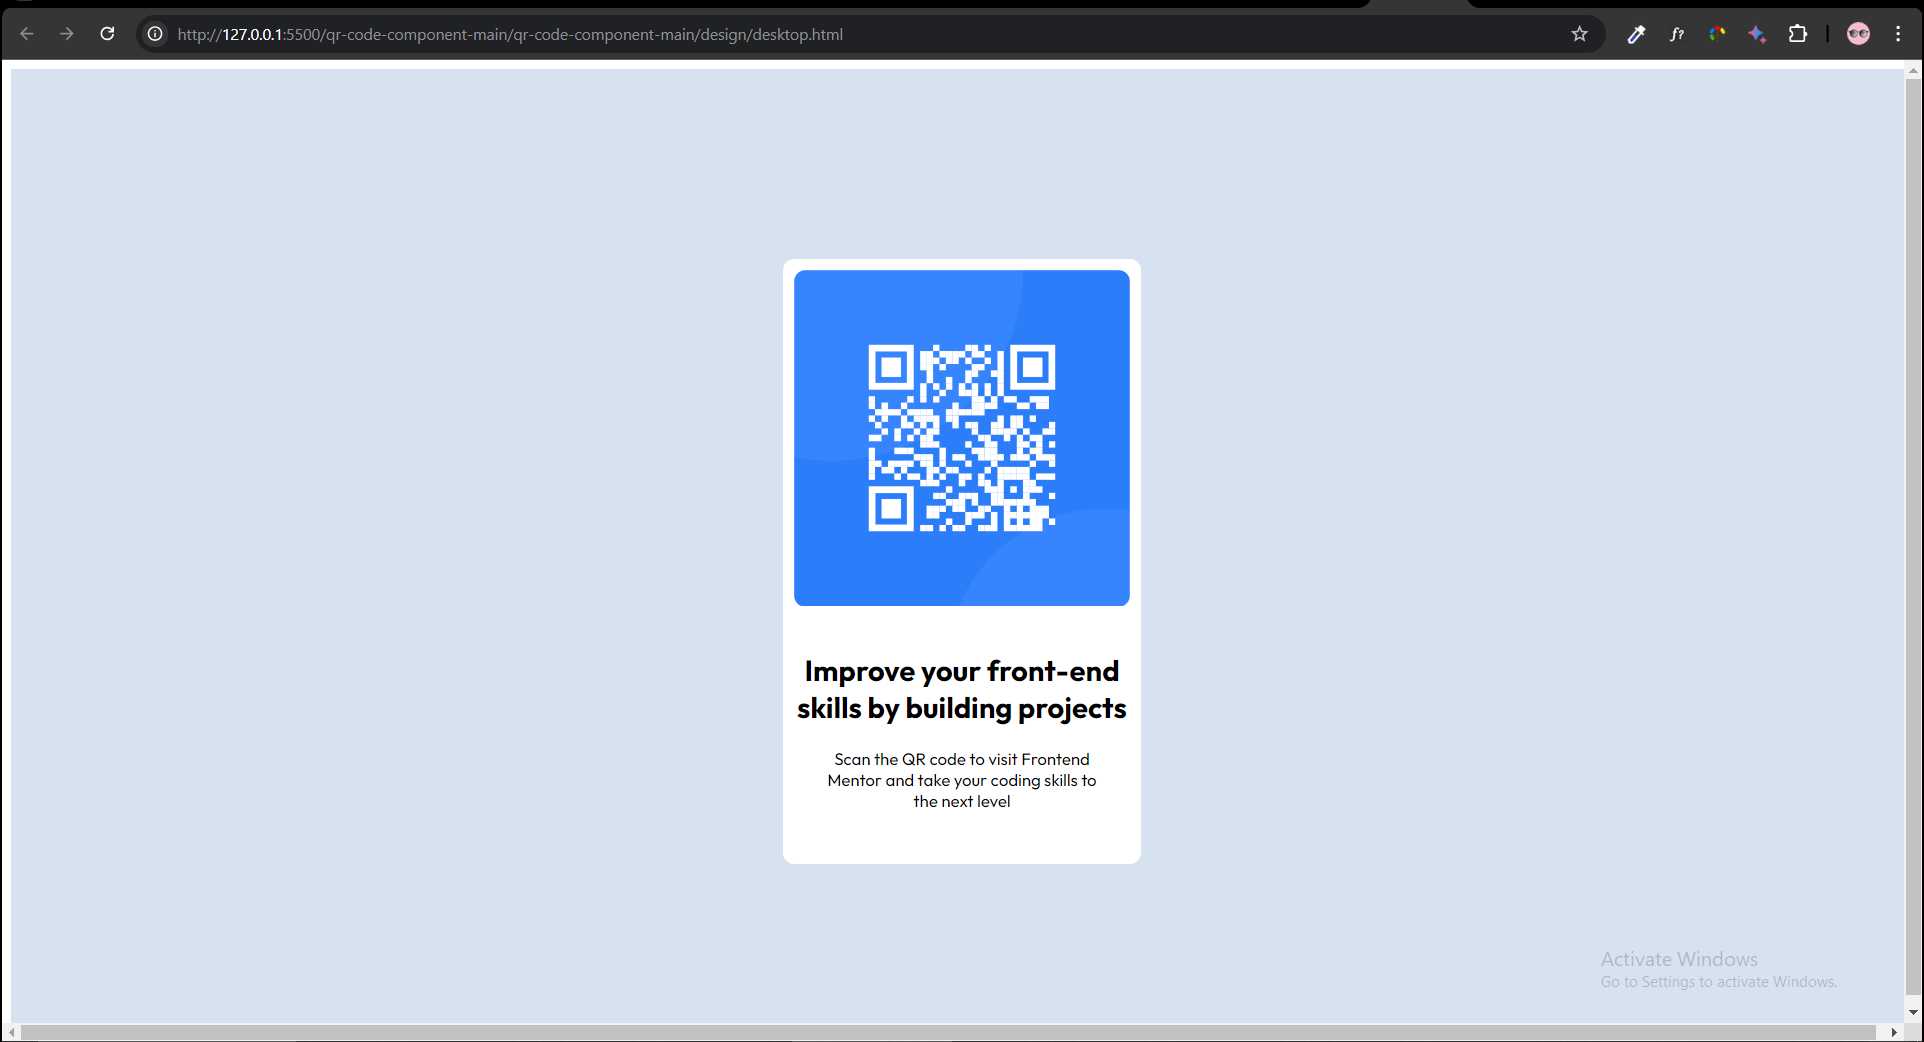 http://127.0.0.1:5500/qr-code-component-main/qr-code-component-main/design/desktop.html
f?
Improve your front-end
skills by building projects
Scan the QR code to visit Frontend
Mentor and take your coding skills to
the next level
Activate Windows
Go to Settings to activate Windows.